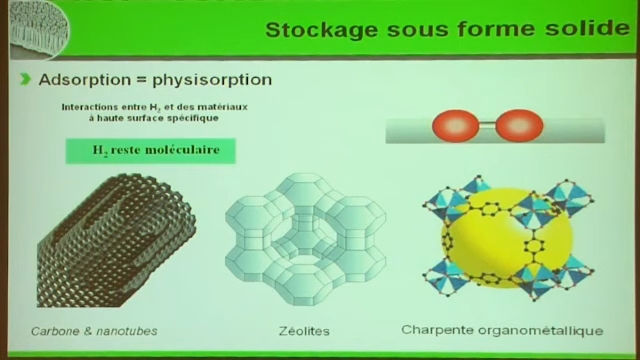 Stockage sous forme solide
Adsorption = physisorption
Interactions entre H₂ et des matériaux
à haute surface spécifique
H₂ reste moléculaire
Carbone & nanotubes
Zéolites
Charpente organométallique